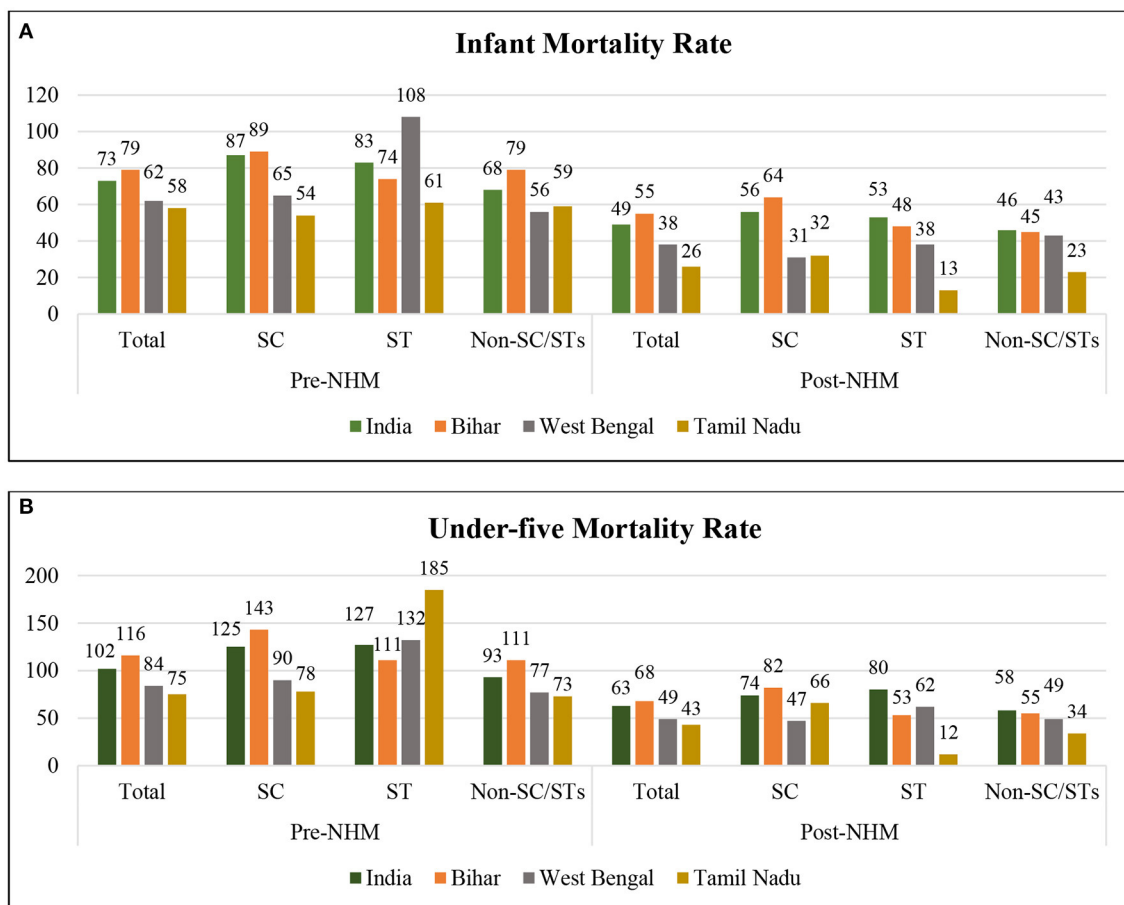 A
Infant Mortality Rate
120
100
80
60
40
20
0
73 79 62 58
87 89 65 54
83 74 108 61
68 79 56 59
49 55 38 26
56 64 31 32
53 48 38 13
46 45 43 23
Total SC ST Non-SC/STs Total SC ST Non-SC/STs
Pre-NHM Post-NHM
India Bihar West Bengal Tamil Nadu
B
Under-five Mortality Rate
200
150
100
50
0
102 116 84 75
125 143 90 78
127 111 132 185
93 111 77 73
63 68 49 43
74 82 47 66
80 53 62 12
58 55 49 34
Total SC ST Non-SC/STs Total SC ST Non-SC/STs
Pre-NHM Post-NHM
India Bihar West Bengal Tamil Nadu